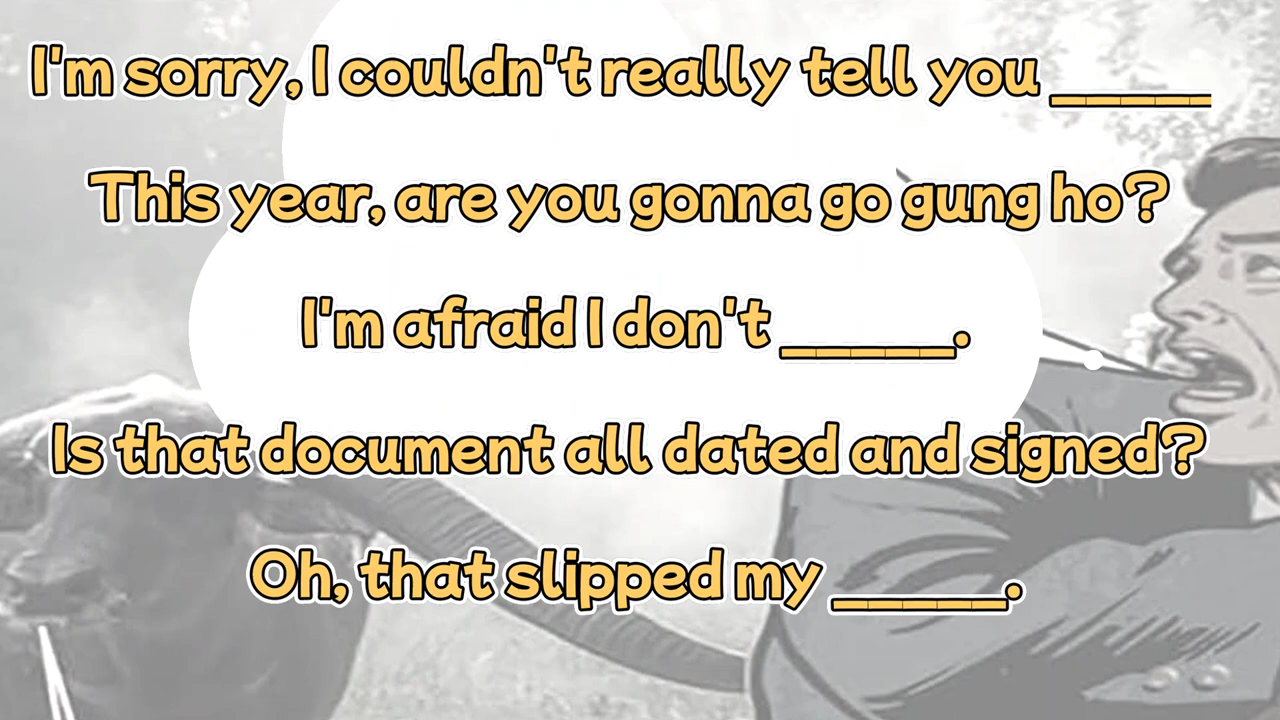 I'm sorry, I couldn't really tell you _____
This year, are you gonna go gung ho?
I'm afraid I don't _____.
Is that document all dated and signed?
Oh, that slipped my _____.